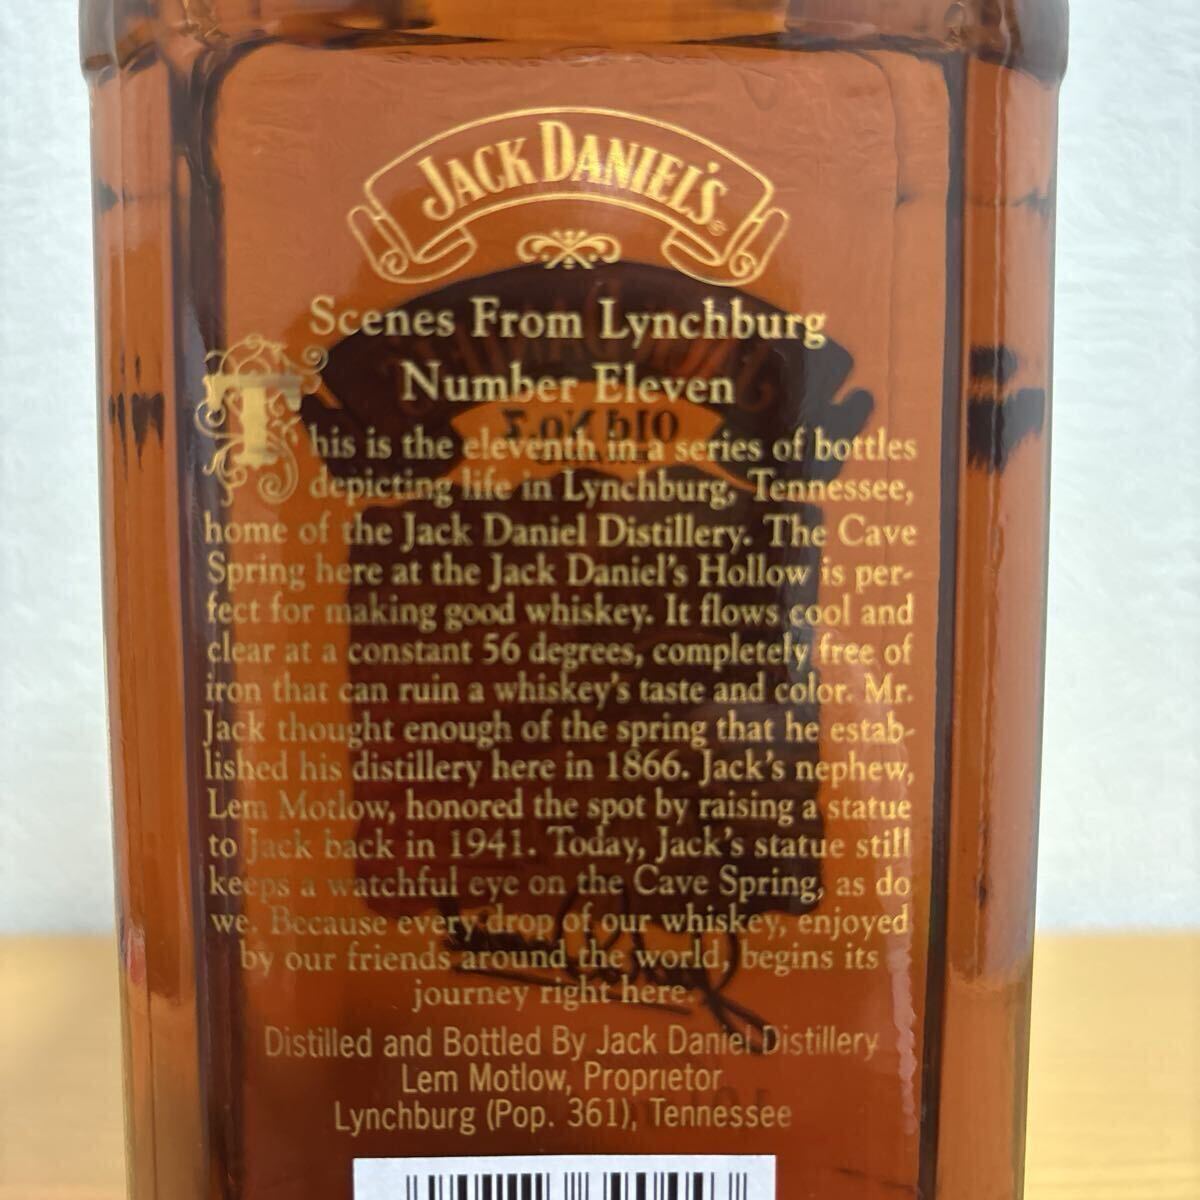 JACK DANIEL'S
Scenes From Lynchburg
Number Eleven
This is the eleventh in a series of bottles
depicting life in Lynchburg, Tennessee,
home of the Jack Daniel Distillery. The Cave
Spring here at the Jack Daniel's Hollow is per-
fect for making good whiskey. It flows cool and
clear at a constant 56 degrees, completely free of
iron that can ruin a whiskey's taste and color. Mr.
Jack thought enough of the spring that he estab-
lished his distillery here in 1866. Jack's nephew,
Lem Motlow, honored the spot by raising a statue
to Jack back in 1941. Today, Jack's statue still
keeps a watchful eye on the Cave Spring, as do
we. Because every drop of our whiskey, enjoyed
by our friends around the world, begins its
journey right here.
Distilled and Bottled By Jack Daniel Distillery
Lem Motlow, Proprietor
Lynchburg (Pop. 361), Tennessee
Old No.7